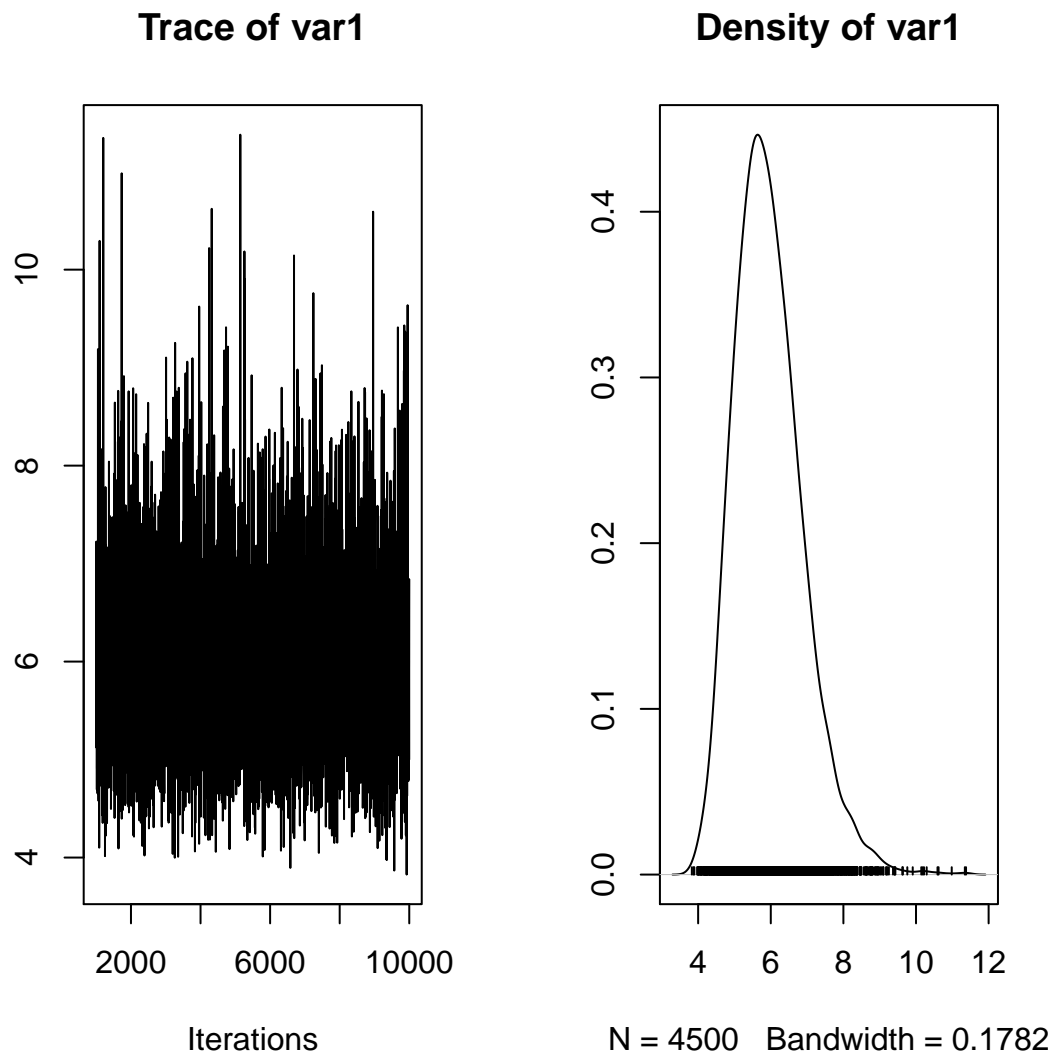 Trace of var1
10
8
6
4
2000 6000 10000
Iterations
Density of var1
0.4
0.3
0.2
0.1
0.0
4 6 8 10 12
N = 4500 Bandwidth = 0.1782